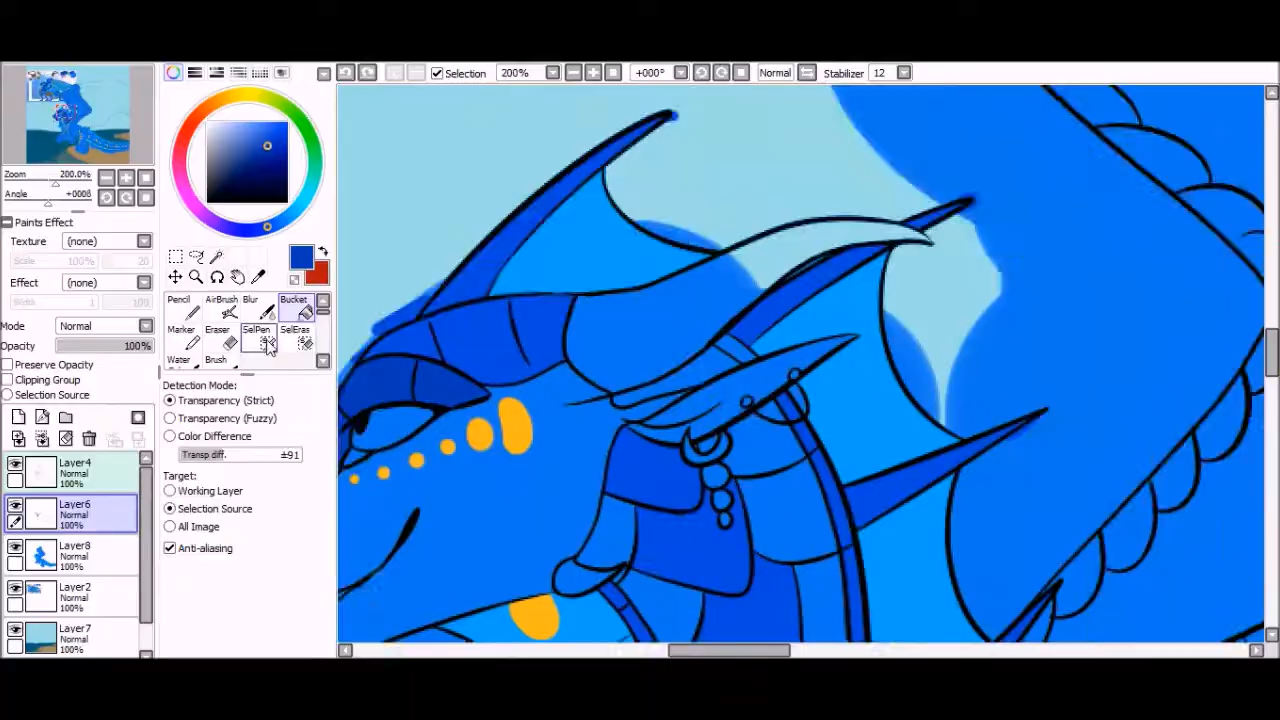 Selection 200% +000° Normal Stabilizer 12
Zoom 200.0%
Angle +000
Paints Effect
Texture (none)
Scale 100% 20
Effect (none)
Width 1 100
Mode Normal
Opacity 100%
Preserve Opacity
Clipping Group
Selection Source
Layer4
Normal
100%
Layer6
Normal
100%
Layer8
Normal
100%
Layer2
Normal
100%
Layer7
Normal
100%
Pencil AirBrush Blur Bucket
Marker Eraser SelPen SelEras
Water Brush
Detection Mode:
Transparency (Strict)
Transparency (Fuzzy)
Color Difference
Transp diff. ±91
Target:
Working Layer
Selection Source
All Image
Anti-aliasing